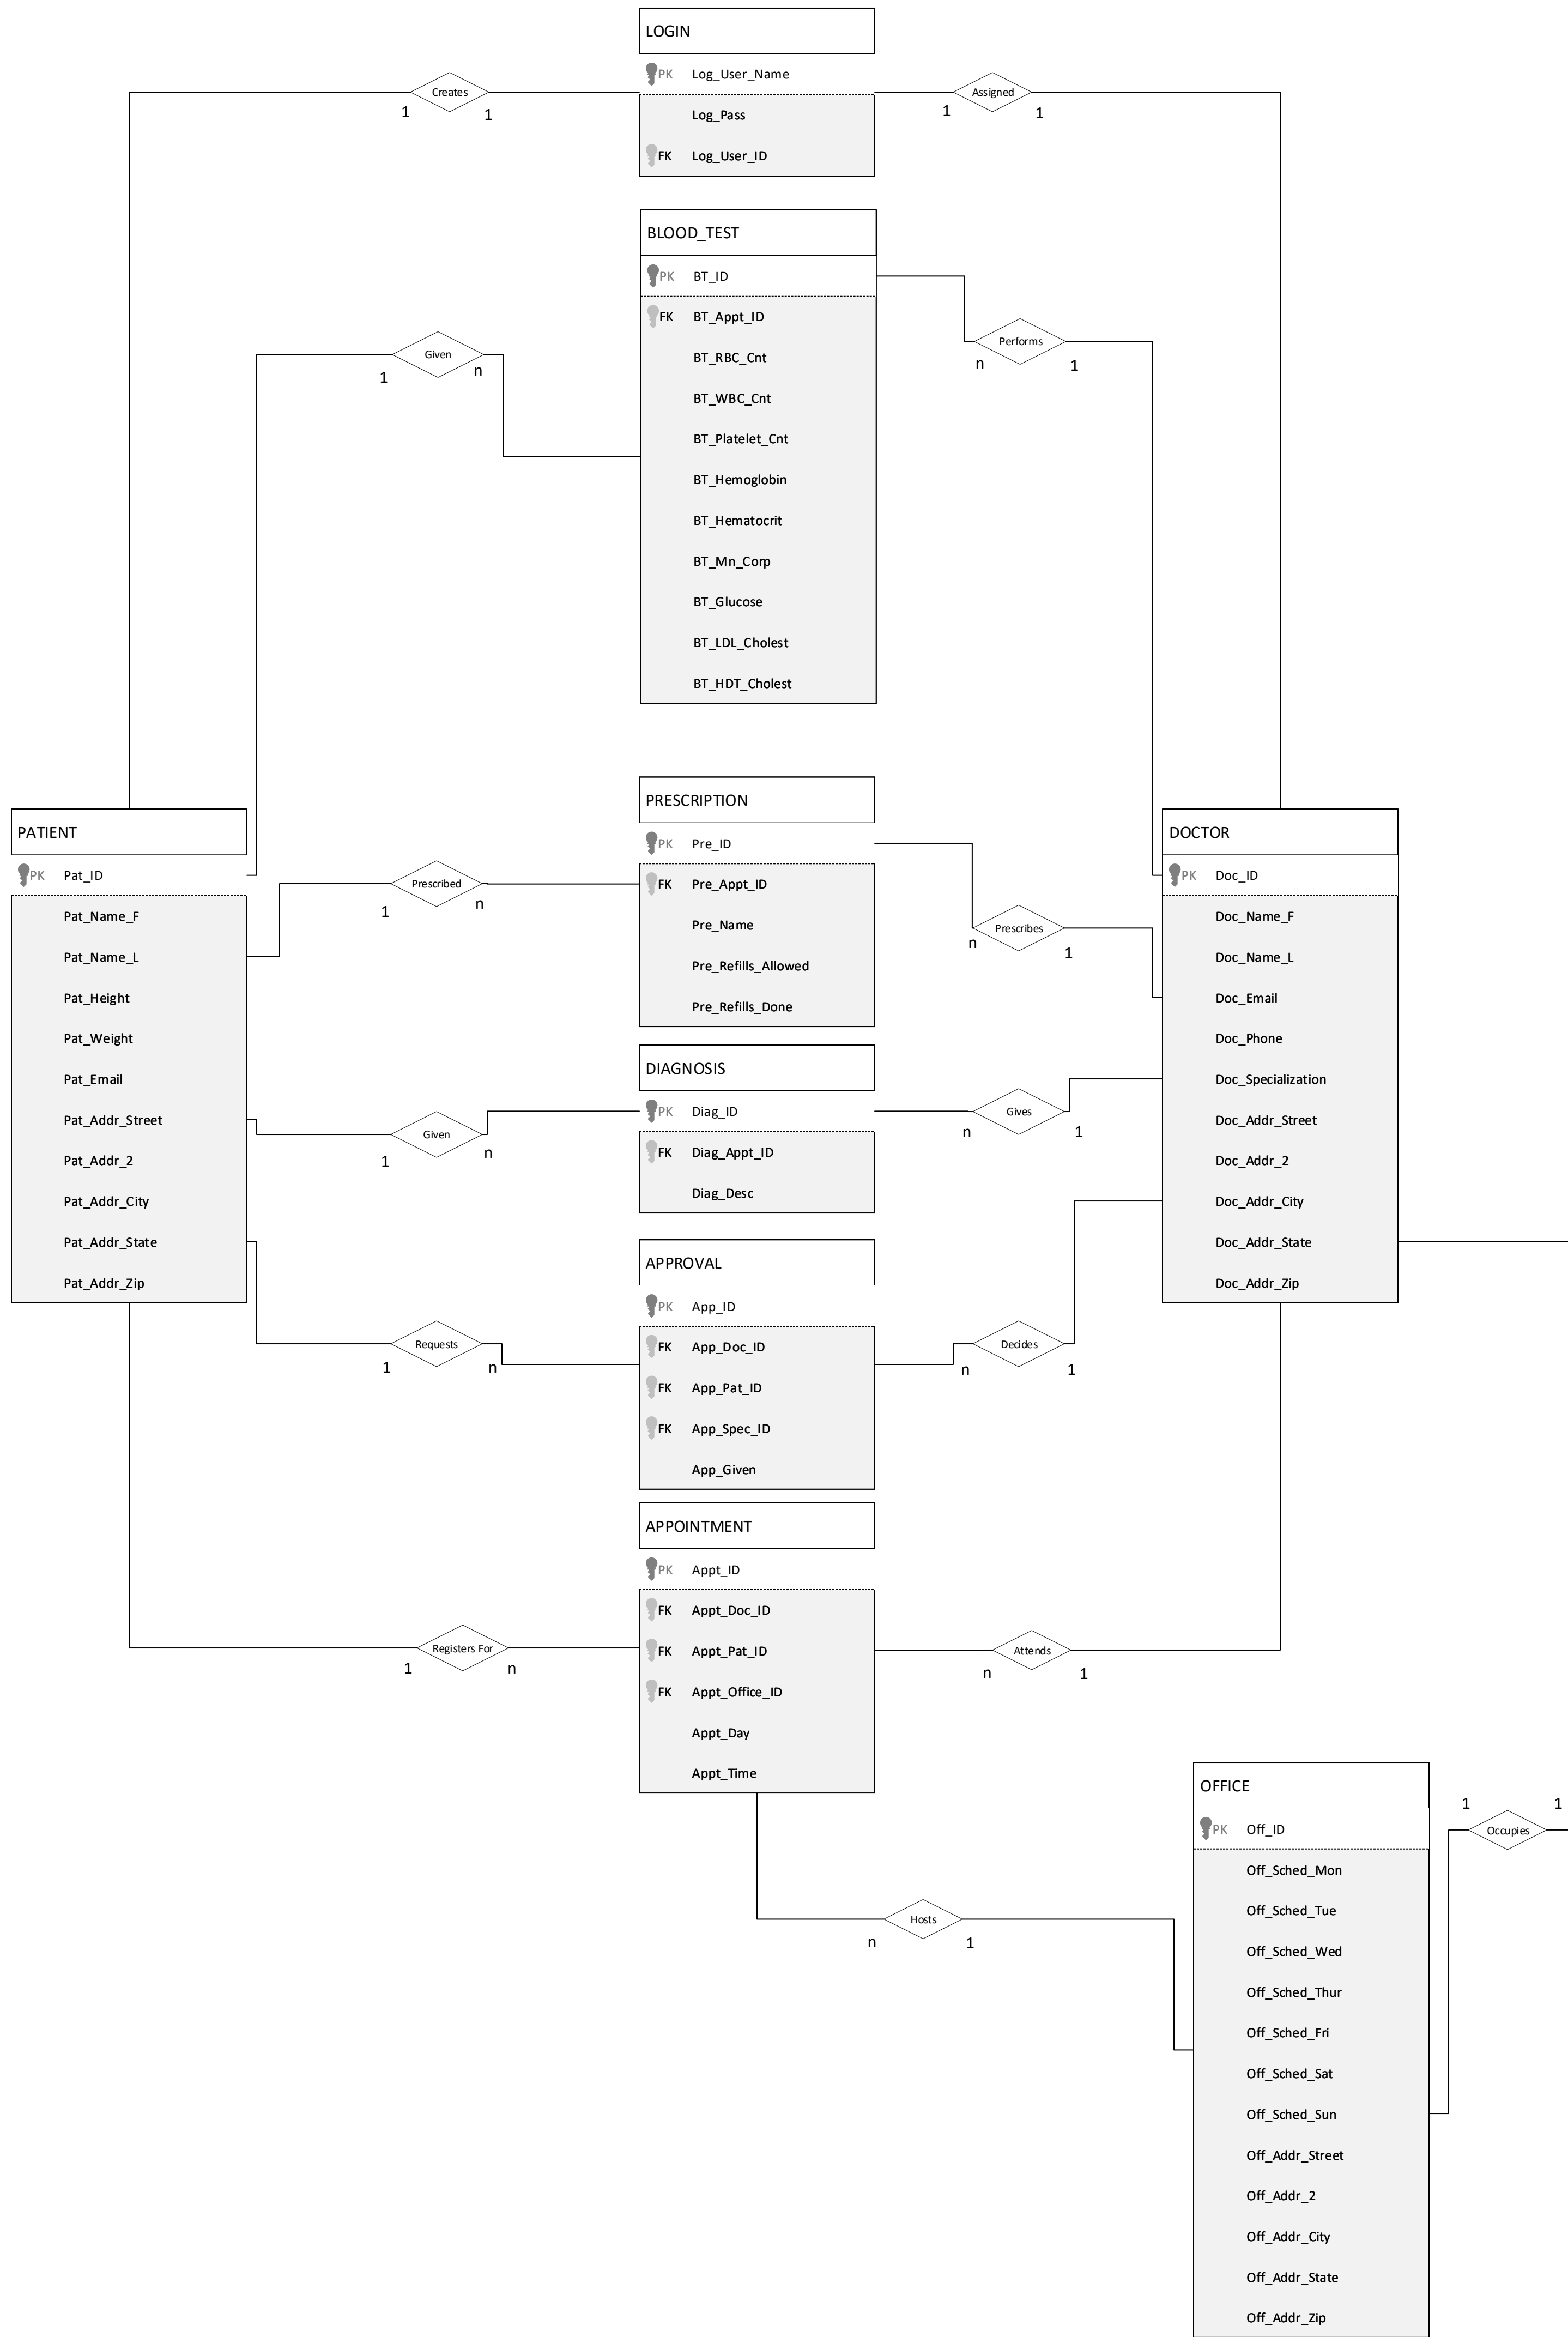 LOGIN
PK Log_User_Name
Log_Pass
FK Log_User_ID
Creates
1 1
Assigned
1 1
BLOOD_TEST
PK BT_ID
FK BT_Appt_ID
BT_RBC_Cnt
BT_WBC_Cnt
BT_Platelet_Cnt
BT_Hemoglobin
BT_Hematocrit
BT_Mn_Corp
BT_Glucose
BT_LDL_Cholest
BT_HDT_Cholest
Given
1 n
Performs
n 1
PATIENT
PK Pat_ID
Pat_Name_F
Pat_Name_L
Pat_Height
Pat_Weight
Pat_Email
Pat_Addr_Street
Pat_Addr_2
Pat_Addr_City
Pat_Addr_State
Pat_Addr_Zip
PRESCRIPTION
PK Pre_ID
FK Pre_Appt_ID
Pre_Name
Pre_Refills_Allowed
Pre_Refills_Done
Prescribed
1 n
Prescribes
n 1
DOCTOR
PK Doc_ID
Doc_Name_F
Doc_Name_L
Doc_Email
Doc_Phone
Doc_Specialization
Doc_Addr_Street
Doc_Addr_2
Doc_Addr_City
Doc_Addr_State
Doc_Addr_Zip
DIAGNOSIS
PK Diag_ID
FK Diag_Appt_ID
Diag_Desc
Given
1 n
Gives
n 1
APPROVAL
PK App_ID
FK App_Doc_ID
FK App_Pat_ID
FK App_Spec_ID
App_Given
Requests
1 n
Decides
n 1
APPOINTMENT
PK Appt_ID
FK Appt_Doc_ID
FK Appt_Pat_ID
FK Appt_Office_ID
Appt_Day
Appt_Time
Registers For
1 n
Attends
n 1
Hosts
n 1
OFFICE
PK Off_ID
Off_Sched_Mon
Off_Sched_Tue
Off_Sched_Wed
Off_Sched_Thur
Off_Sched_Fri
Off_Sched_Sat
Off_Sched_Sun
Off_Addr_Street
Off_Addr_2
Off_Addr_City
Off_Addr_State
Off_Addr_Zip
1 1
Occupies